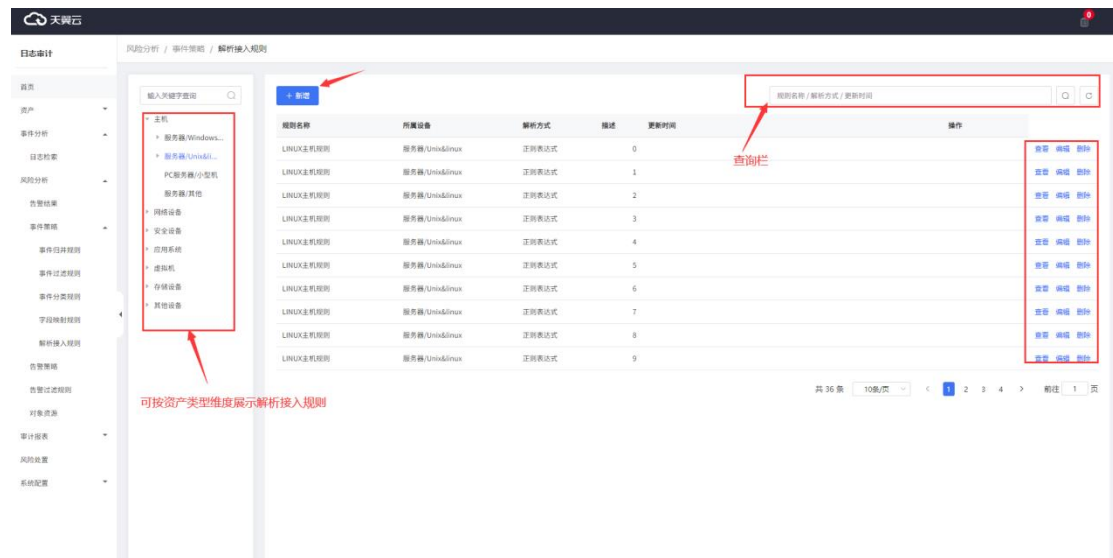 天翼云
0
日志审计
风险分析 / 事件策略 / 解析接入规则
首页
资产
事件分析
日志检索
风险分析
告警结果
事件策略
事件归并规则
事件过滤规则
事件分类规则
字段映射规则
解析接入规则
告警策略
告警过滤规则
对象资源
审计报表
风险处置
系统配置
输入关键字查询
主机
服务器/Windows...
服务器/Unix&li...
PC服务器/小型机
服务器/其他
网络设备
安全设备
应用系统
虚拟机
存储设备
其他设备
可按资产类型维度展示解析接入规则
+ 新增
规则名称 / 解析方式 / 更新时间
查询栏
规则名称 所属设备 解析方式 描述 更新时间 操作
LINUX主机规则 服务器/Unix&linux 正则表达式 0 查看 编辑 删除
LINUX主机规则 服务器/Unix&linux 正则表达式 1 查看 编辑 删除
LINUX主机规则 服务器/Unix&linux 正则表达式 2 查看 编辑 删除
LINUX主机规则 服务器/Unix&linux 正则表达式 3 查看 编辑 删除
LINUX主机规则 服务器/Unix&linux 正则表达式 4 查看 编辑 删除
LINUX主机规则 服务器/Unix&linux 正则表达式 5 查看 编辑 删除
LINUX主机规则 服务器/Unix&linux 正则表达式 6 查看 编辑 删除
LINUX主机规则 服务器/Unix&linux 正则表达式 7 查看 编辑 删除
LINUX主机规则 服务器/Unix&linux 正则表达式 8 查看 编辑 删除
LINUX主机规则 服务器/Unix&linux 正则表达式 9 查看 编辑 删除
共 36 条 10条/页 < 1 2 3 4 > 前往 1 页